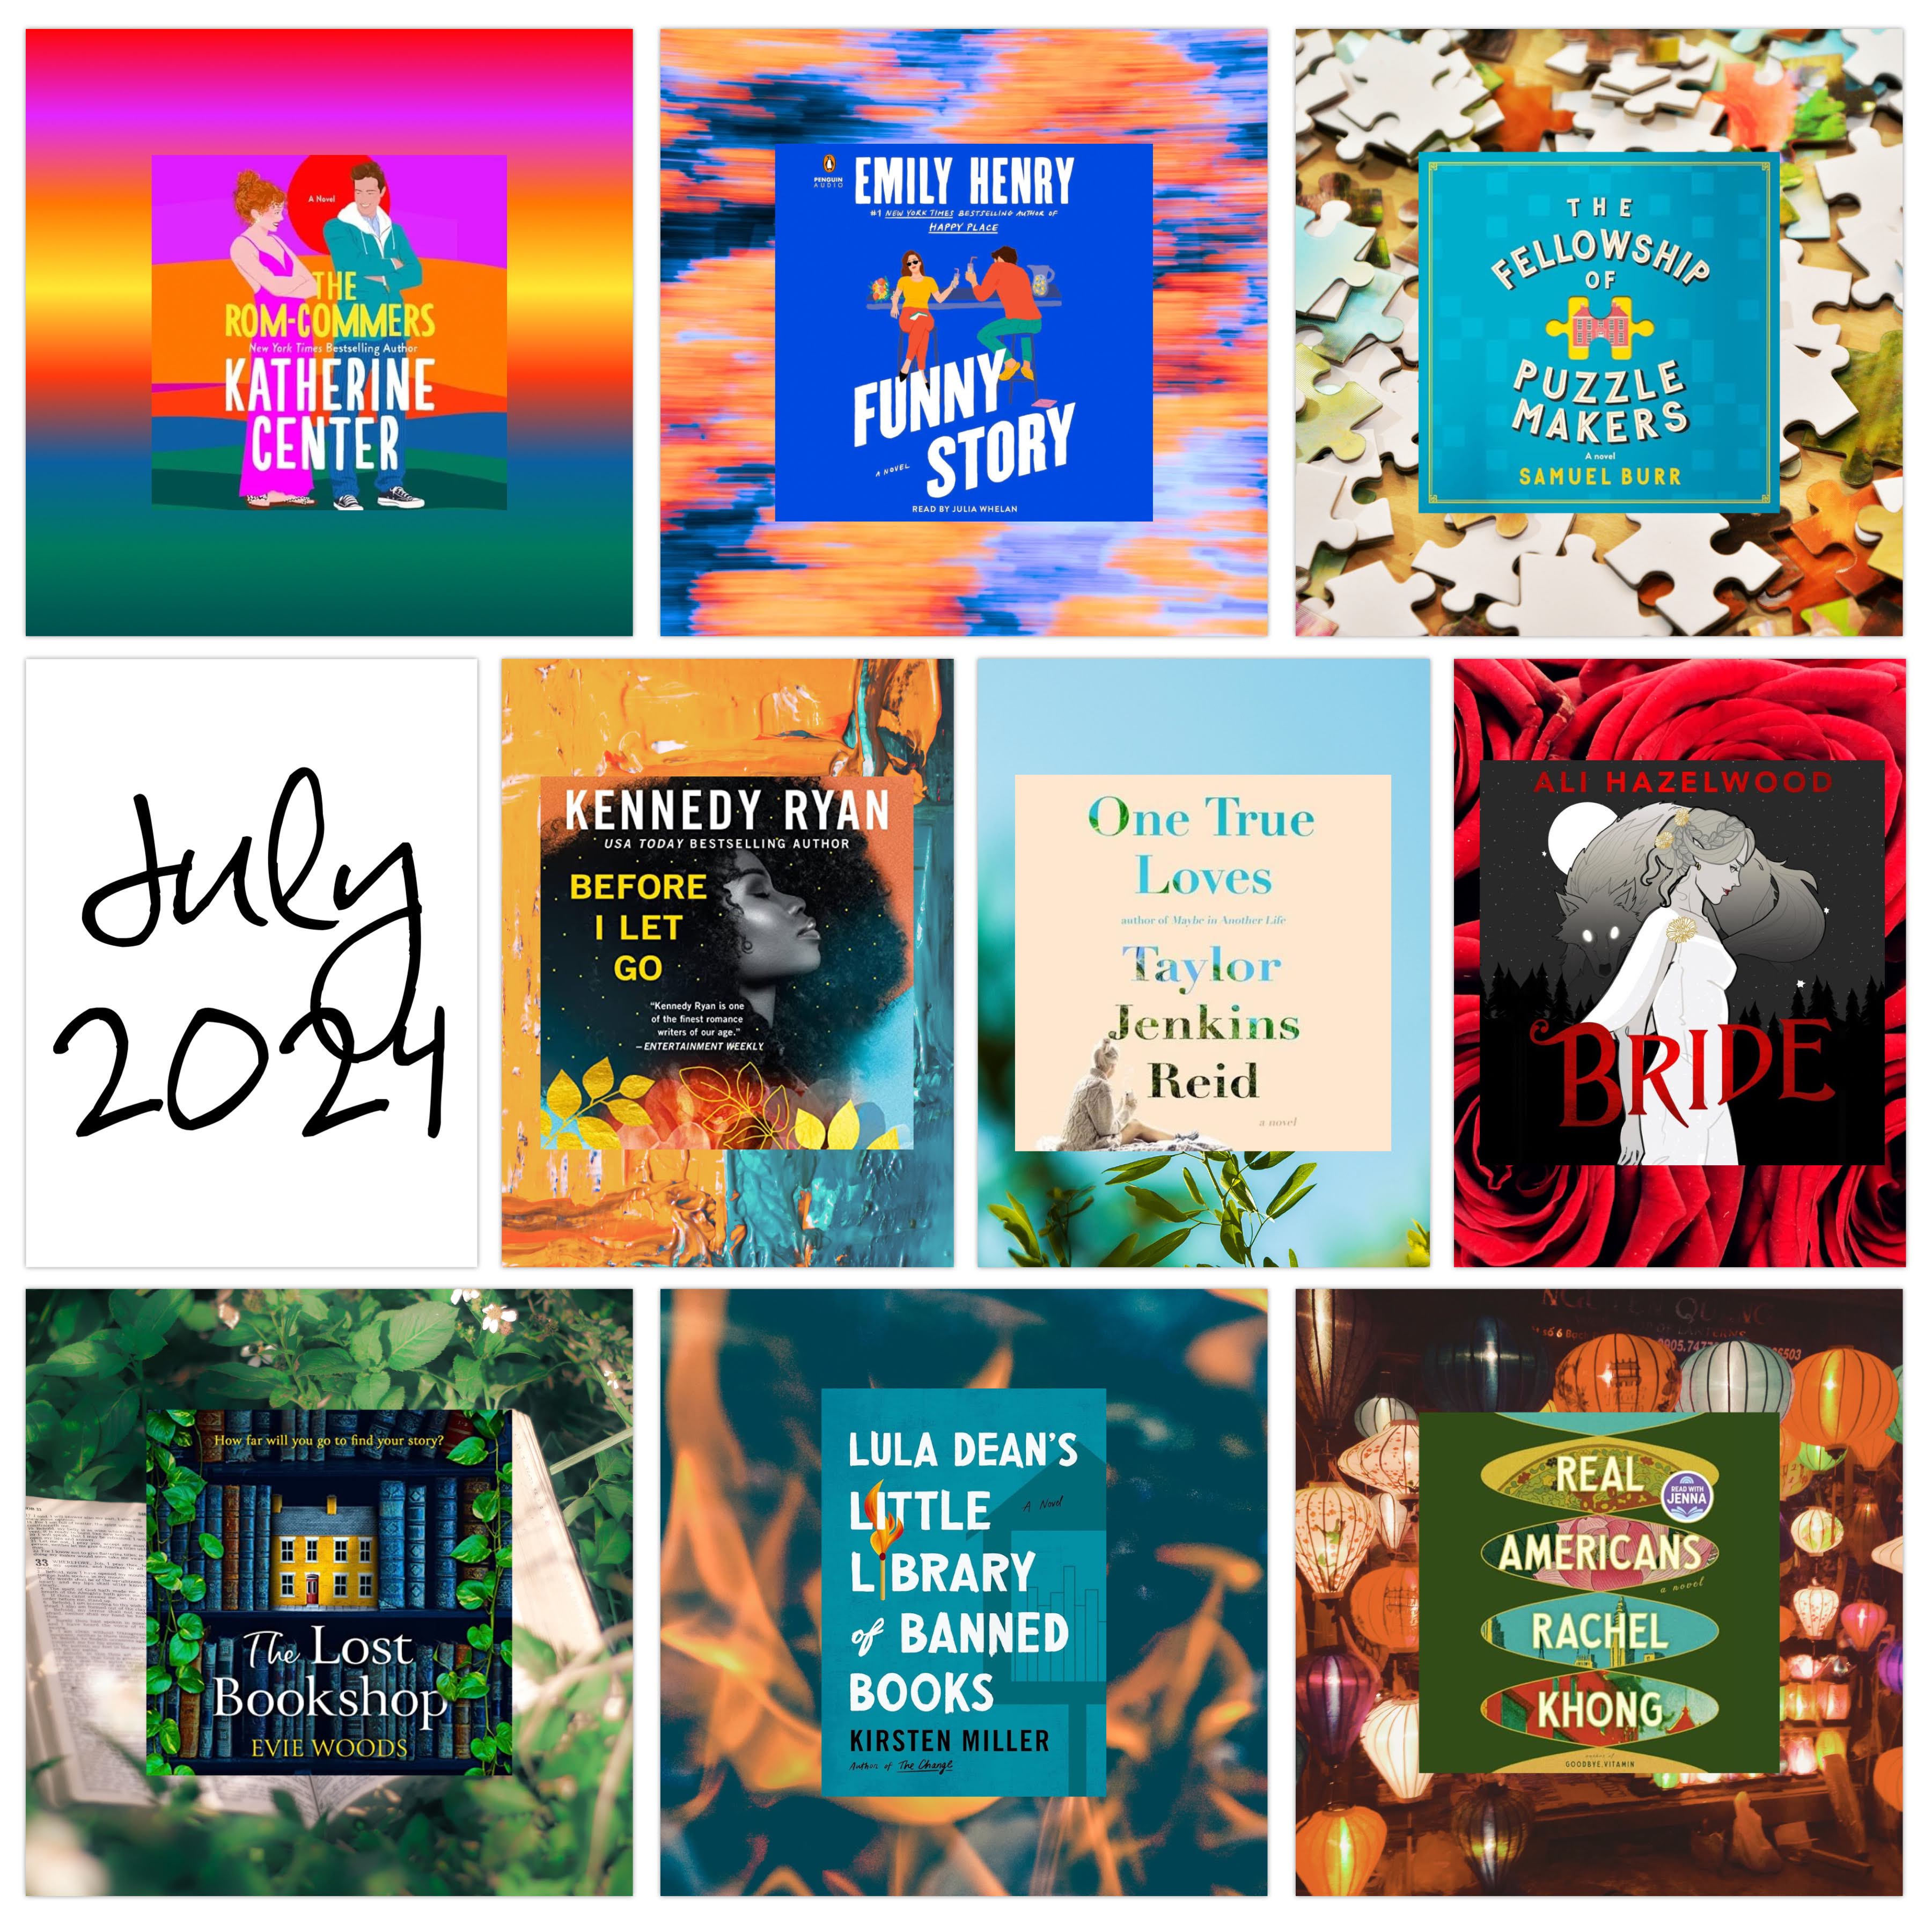 A Novel
THE
ROM-COMMERS
New York Times Bestselling Author
KATHERINE
CENTER
PENGUIN
AUDIO
EMILY HENRY
#1 NEW YORK TIMES BESTSELLING AUTHOR OF
HAPPY PLACE
FUNNY
STORY
A NOVEL
READ BY JULIA WHELAN
THE
FELLOWSHIP
OF
PUZZLE
MAKERS
A novel
SAMUEL BURR
July
2024
KENNEDY RYAN
USA TODAY BESTSELLING AUTHOR
BEFORE
I LET
GO
“Kennedy Ryan is one
of the finest romance
writers of our age.”
—ENTERTAINMENT WEEKLY
One True
Loves
author of Maybe in Another Life
Taylor
Jenkins
Reid
a novel
ALI HAZELWOOD
BRIDE
How far will you go to find your story?
The Lost
Bookshop
EVIE WOODS
33
LULA DEAN'S
LITTLE
A Novel
LIBRARY
of BANNED
BOOKS
KIRSTEN MILLER
Author of The Change
REAL
READ WITH
JENNA
AMERICANS
a novel
RACHEL
KHONG
author of
GOODBYE, VITAMIN